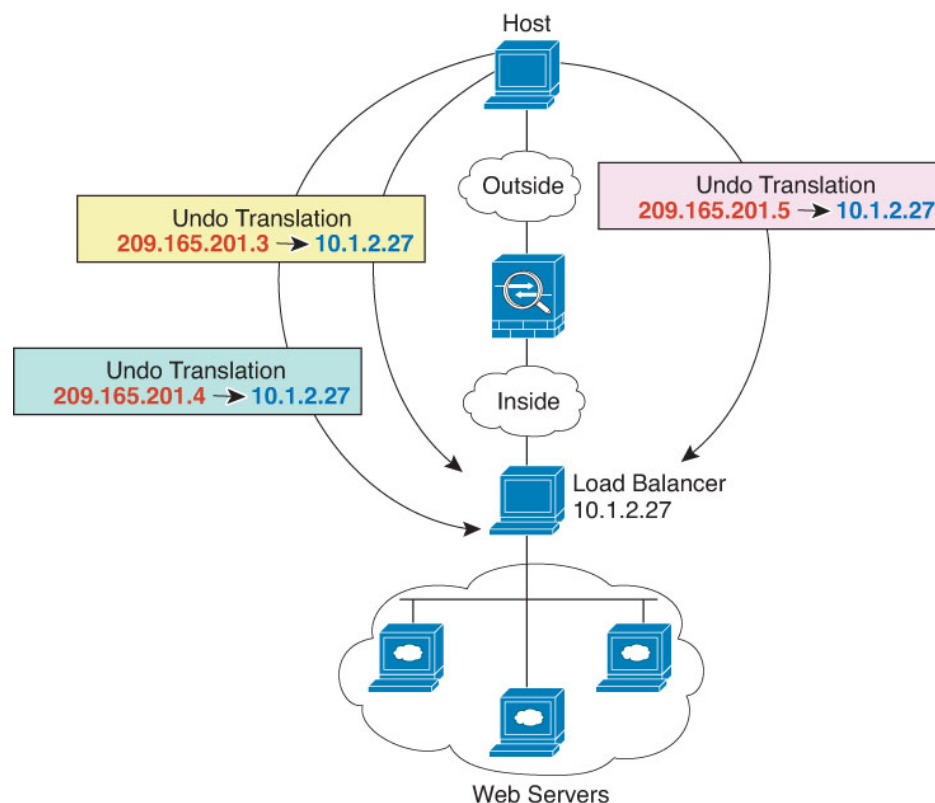 Host
Outside
Undo Translation
209.165.201.5 → 10.1.2.27
Undo Translation
209.165.201.3 → 10.1.2.27
Undo Translation
209.165.201.4 → 10.1.2.27
Inside
Load Balancer
10.1.2.27
Web Servers